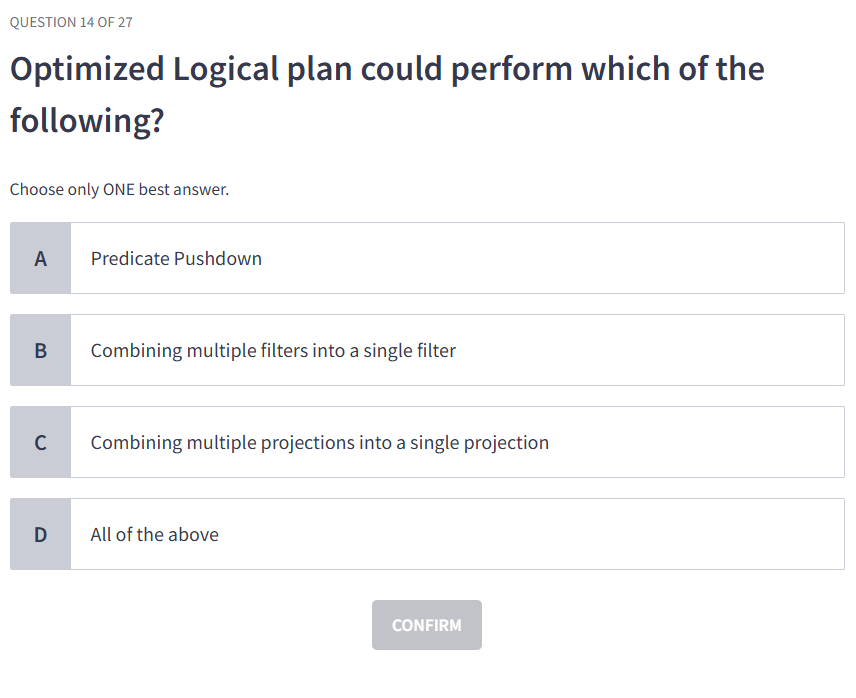 QUESTION 14 OF 27
Optimized Logical plan could perform which of the
following?
Choose only ONE best answer.
A
Predicate Pushdown
B
Combining multiple filters into a single filter
C
Combining multiple projections into a single projection
D
All of the above
CONFIRM